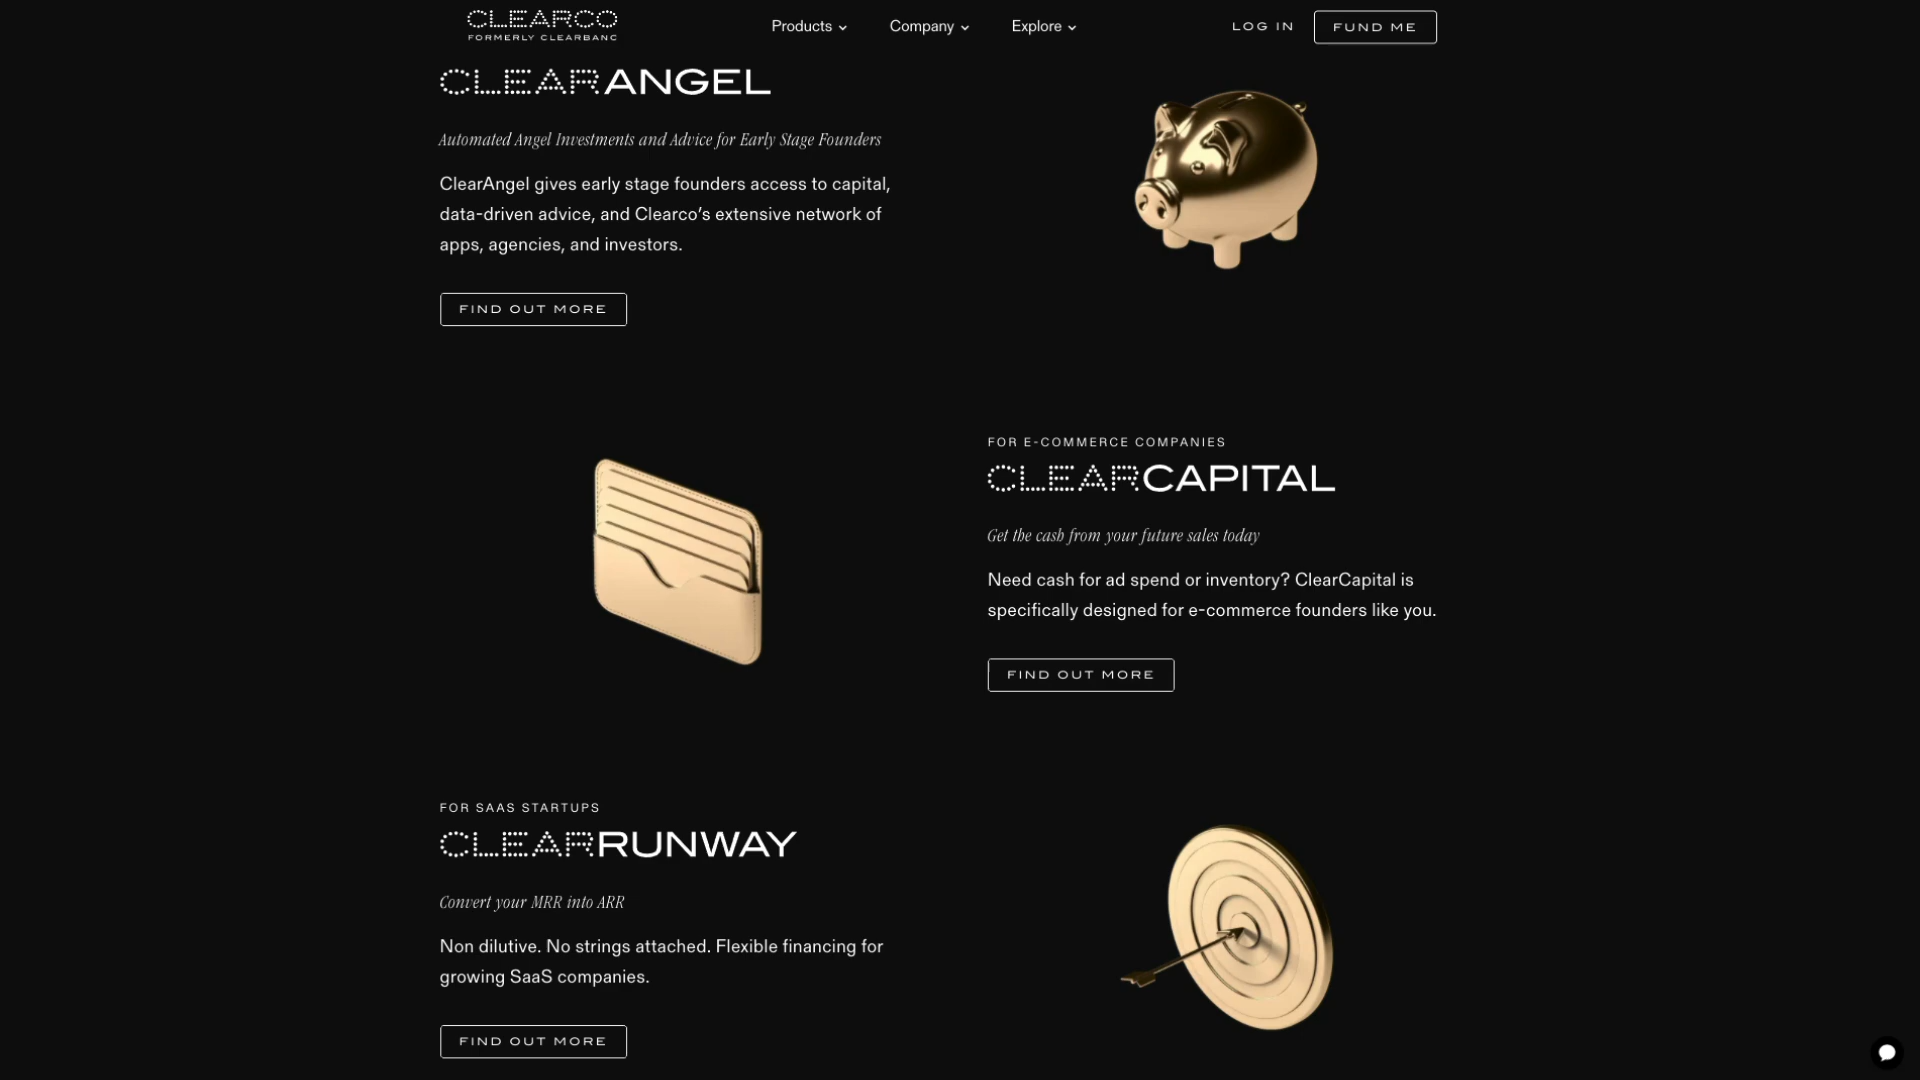 CLEARCO
FORMERLY CLEARBANC
Products
Company
Explore
LOG IN
FUND ME
CLEARANGEL
Automated Angel Investments and Advice for Early Stage Founders
ClearAngel gives early stage founders access to capital,
data-driven advice, and Clearco’s extensive network of
apps, agencies, and investors.
FIND OUT MORE
FOR E-COMMERCE COMPANIES
CLEARCAPITAL
Get the cash from your future sales today
Need cash for ad spend or inventory? ClearCapital is
specifically designed for e-commerce founders like you.
FIND OUT MORE
FOR SAAS STARTUPS
CLEARRUNWAY
Convert your MRR into ARR
Non dilutive. No strings attached. Flexible financing for
growing SaaS companies.
FIND OUT MORE